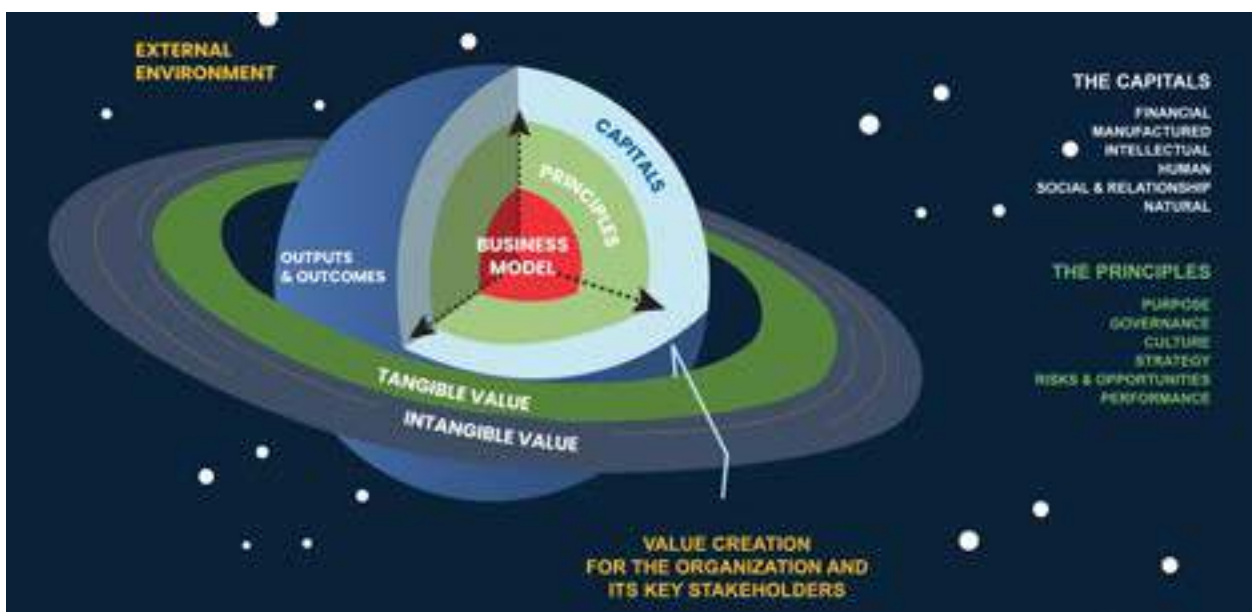 EXTERNAL
ENVIRONMENT
THE CAPITALS
FINANCIAL
MANUFACTURED
INTELLECTUAL
HUMAN
SOCIAL & RELATIONSHIP
NATURAL
CAPITALS
PRINCIPLES
BUSINESS
MODEL
OUTPUTS
& OUTCOMES
THE PRINCIPLES
PURPOSE
GOVERNANCE
CULTURE
STRATEGY
RISKS & OPPORTUNITIES
PERFORMANCE
TANGIBLE VALUE
INTANGIBLE VALUE
VALUE CREATION
FOR THE ORGANIZATION AND
ITS KEY STAKEHOLDERS